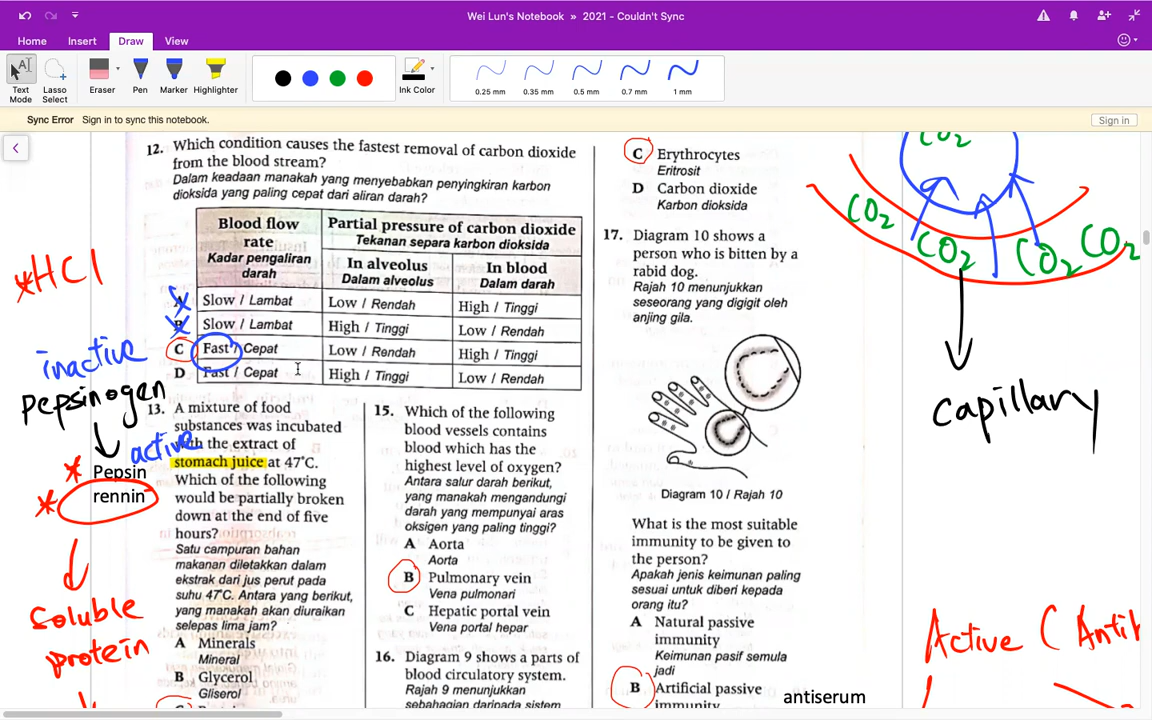 Wei Lun's Notebook » 2021 - Couldn't Sync
Home Insert Draw View
Text Mode
Lasso Select
Eraser
Pen
Marker
Highlighter
Ink Color
0.25 mm
0.35 mm
0.5 mm
0.7 mm
1 mm
Sync Error Sign in to sync this notebook.
Sign in
*HCl
inactive
pepsinogen
active
* Pepsin
* rennin
Soluble
protein
12. Which condition causes the fastest removal of carbon dioxide
from the blood stream?
Dalam keadaan manakah yang menyebabkan penyingkiran karbon
dioksida yang paling cepat dari aliran darah?
Blood flow
rate
Kadar pengaliran
darah
Partial pressure of carbon dioxide
Tekanan separa karbon dioksida
In alveolus
Dalam alveolus
In blood
Dalam darah
A Slow / Lambat Low / Rendah High / Tinggi
B Slow / Lambat High / Tinggi Low / Rendah
C Fast / Cepat Low / Rendah High / Tinggi
D Fast / Cepat High / Tinggi Low / Rendah
13. A mixture of food
substances was incubated
with the extract of
stomach juice at 47°C.
Which of the following
would be partially broken
down at the end of five
hours?
Satu campuran bahan
makanan diletakkan dalam
ekstrak dari jus perut pada
suhu 47°C. Antara yang berikut,
yang manakah akan diuraikan
selepas lima jam?
A Minerals
Mineral
B Glycerol
Gliserol
15. Which of the following
blood vessels contains
blood which has the
highest level of oxygen?
Antara salur darah berikut,
yang manakah mengandungi
darah yang mempunyai aras
oksigen yang paling tinggi?
A Aorta
Aorta
B Pulmonary vein
Vena pulmonari
C Hepatic portal vein
Vena portal hepar
16. Diagram 9 shows a parts of
blood circulatory system.
Rajah 9 menunjukkan
sebahagian daripada sistem
C Erythrocytes
Eritrosit
D Carbon dioxide
Karbon dioksida
17. Diagram 10 shows a
person who is bitten by a
rabid dog.
Rajah 10 menunjukkan
seseorang yang digigit oleh
anjing gila.
Diagram 10 / Rajah 10
What is the most suitable
immunity to be given to
the person?
Apakah jenis keimunan paling
sesuai untuk diberi kepada
orang itu?
A Natural passive
immunity
Keimunan pasif semula
jadi
B Artificial passive
immunity
antiserum
CO2
CO2
CO2
CO2
CO2
capillary
Active (Anti